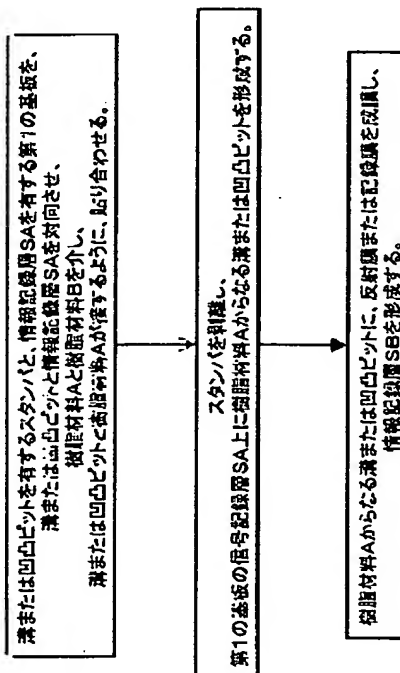 溝または凹凸ピットを有するスタンパと、情報記録層SAを有する第1の基板を、
溝または凹凸ピットと情報記録層SAを対向させ、
樹脂材料Aと樹脂材料Bを介し、
溝または凹凸ピットと樹脂材料Aが接するように、貼り合わせる。
スタンパを剥離し、
第1の基板の信号記録層SA上に樹脂材料Aからなる溝または凹凸ピットを形成する。
樹脂材料Aからなる溝または凹凸ピットに、反射膜または記録膜を成膜し、
情報記録層SBを形成する。